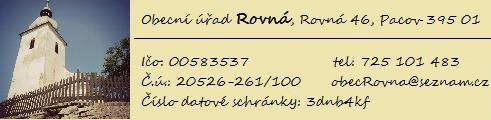 Obecní úřad Rovná, Rovná 46, Pacov 395 01
Ičo: 00583537 tel: 725 101 483
Č.ú.: 20526-261/100 obecRovna@seznam.cz
Číslo datové schránky: 3dnb4kf